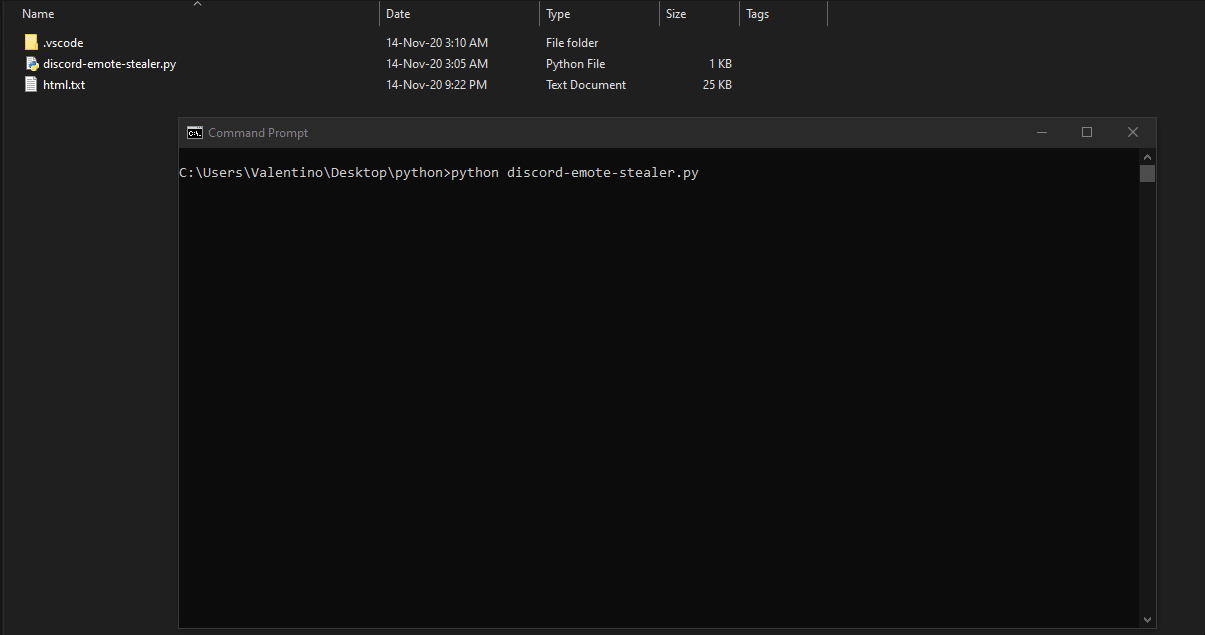 Name Date Type Size Tags
.vscode 14-Nov-20 3:10 AM File folder
discord-emote-stealer.py 14-Nov-20 3:05 AM Python File 1 KB
html.txt 14-Nov-20 9:22 PM Text Document 25 KB
C:\. Command Prompt
C:\Users\Valentino\Desktop\python>python discord-emote-stealer.py